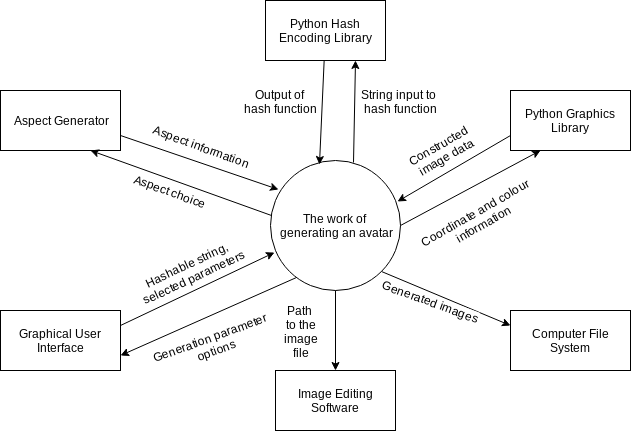 Python Hash
Encoding Library
Output of
hash function
String input to
hash function
Aspect Generator
Aspect information
Aspect choice
Python Graphics
Library
Constructed
image data
Coordinate and colour
information
The work of
generating an avatar
Hashable string,
selected parameters
Generation parameter
options
Graphical User
Interface
Path
to the
image
file
Generated images
Computer File
System
Image Editing
Software